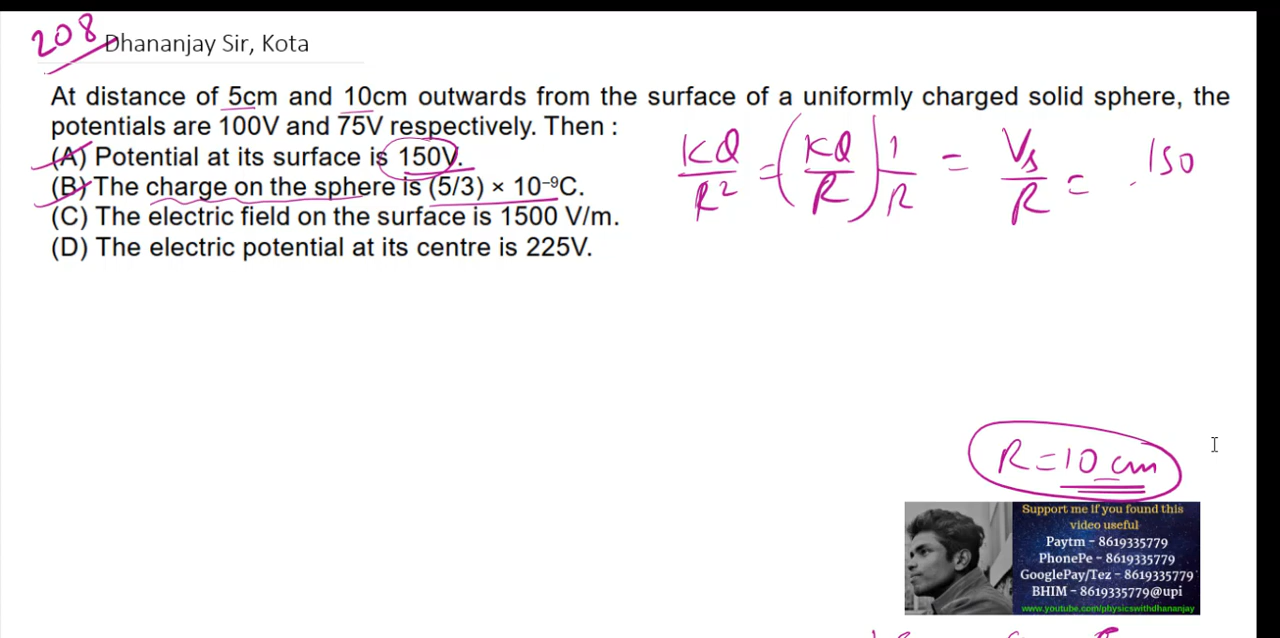 208
Dhananjay Sir, Kota
At distance of 5cm and 10cm outwards from the surface of a uniformly charged solid sphere, the
potentials are 100V and 75V respectively. Then :
(A) Potential at its surface is 150V.
(B) The charge on the sphere is (5/3) × 10⁻⁹C.
(C) The electric field on the surface is 1500 V/m.
(D) The electric potential at its centre is 225V.
KQ/R² = (KQ/R) 1/R = Vs/R = .150
R = 10 cm
Support me if you found this
video useful
Paytm - 8619335779
PhonePe - 8619335779
GooglePay/Tez - 8619335779
BHIM - 8619335779@upi
www.youtube.com/physicswithdhananjay